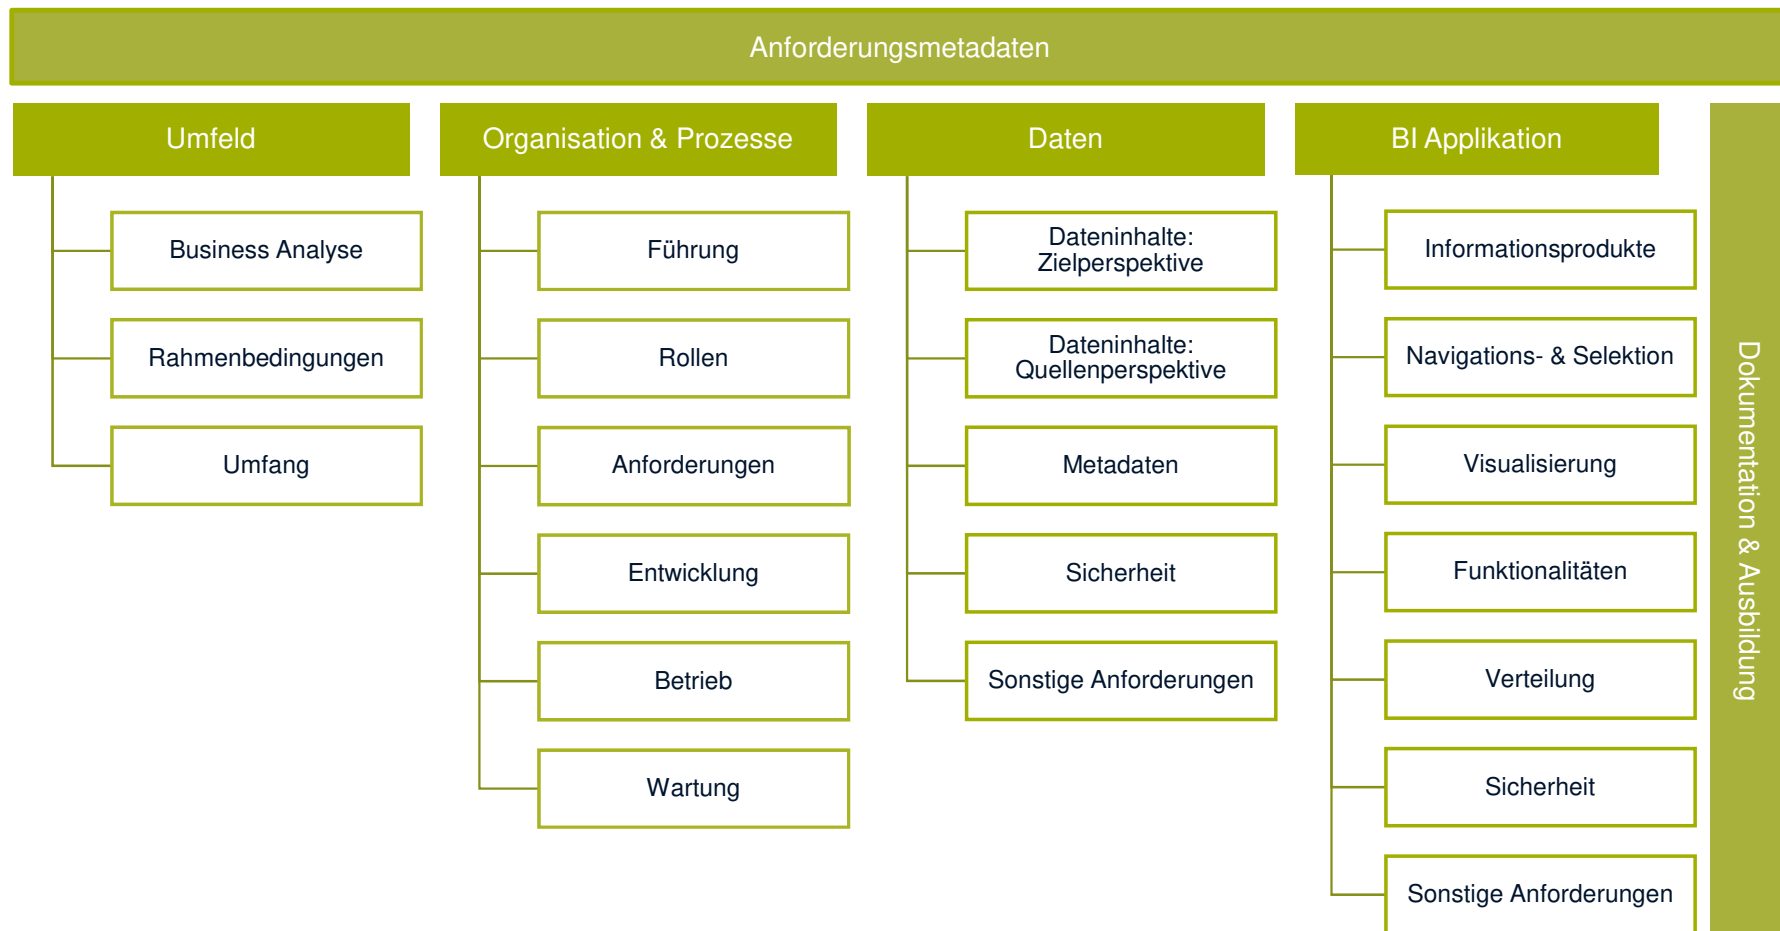 Anforderungsmetadaten
Umfeld
Business Analyse
Rahmenbedingungen
Umfang
Organisation & Prozesse
Führung
Rollen
Anforderungen
Entwicklung
Betrieb
Wartung
Daten
Dateninhalte:
Zielperspektive
Dateninhalte:
Quellenperspektive
Metadaten
Sicherheit
Sonstige Anforderungen
BI Applikation
Informationsprodukte
Navigations- & Selektion
Visualisierung
Funktionalitäten
Verteilung
Sicherheit
Sonstige Anforderungen
Dokumentation & Ausbildung